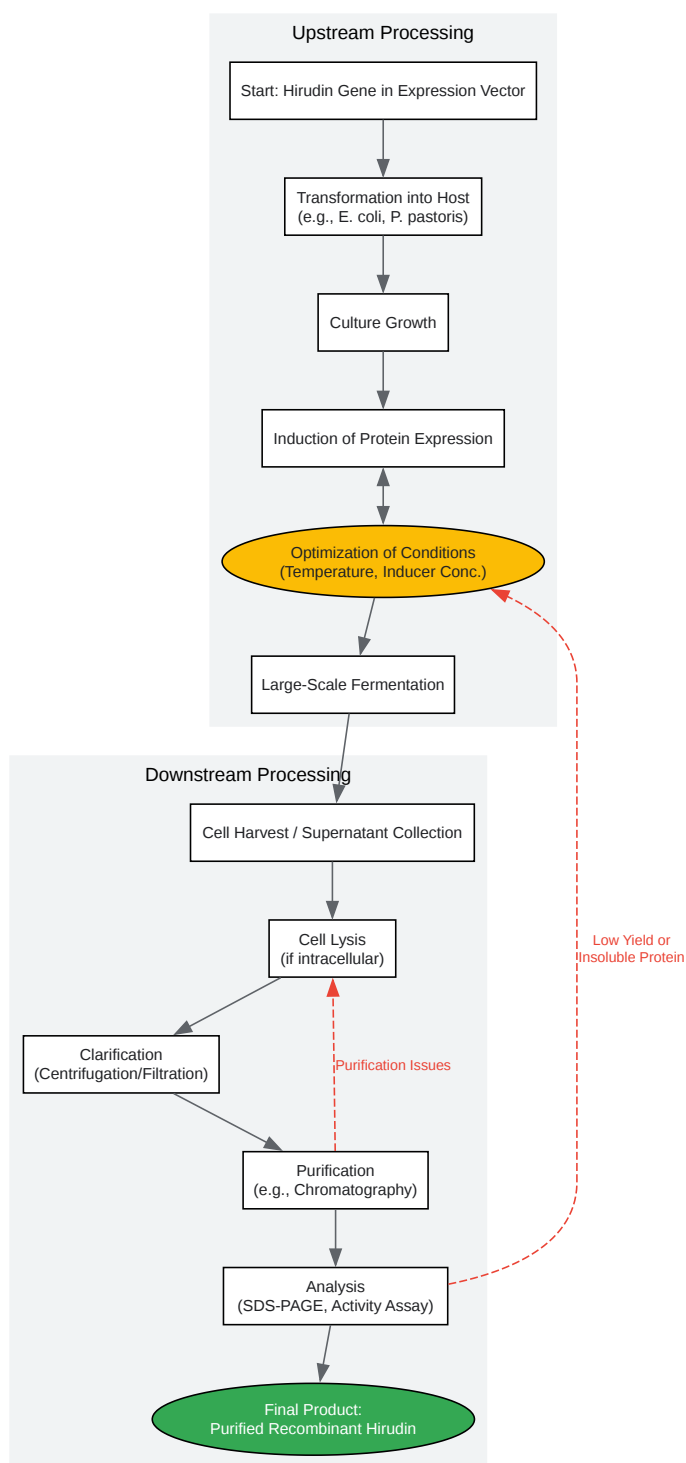 Upstream Processing
Start: Hirudin Gene in Expression Vector
Transformation into Host
(e.g., E. coli, P. pastoris)
Culture Growth
Induction of Protein Expression
Optimization of Conditions
(Temperature, Inducer Conc.)
Large-Scale Fermentation
Downstream Processing
Cell Harvest / Supernatant Collection
Cell Lysis
(if intracellular)
Low Yield or
Insoluble Protein
Clarification
(Centrifugation/Filtration)
Purification Issues
Purification
(e.g., Chromatography)
Analysis
(SDS-PAGE, Activity Assay)
Final Product:
Purified Recombinant Hirudin